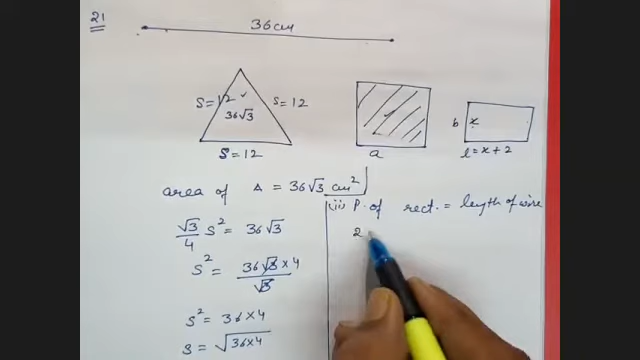 21
36cm
S=12 ✓
S=12
36√3
S=12
a
b
x
l=x+2
area of Δ = 36√3 cm²
√3/4 S² = 36√3
S² = 36√3×4/√3
S² = 36×4
S = √36×4
(ii) P. of rect. = length of wire
2